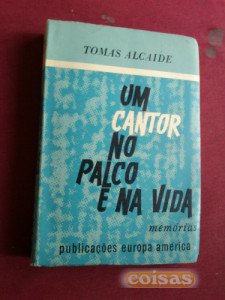 TOMAS ALCAIDE
UM
CANTOR
NO
PALCO
E NA VIDA
memórias
publicações europa américa
coisas